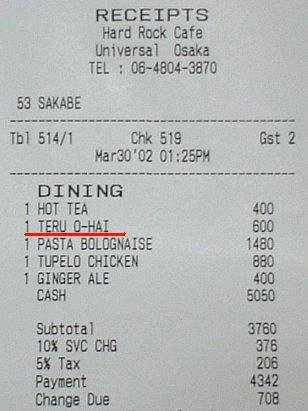 RECEIPTS
Hard Rock Cafe
Universal Osaka
TEL : 06-4804-3870
53 SAKABE
Tbl 514/1 Chk 519 Gst 2
Mar30'02 01:25PM
DINING
1 HOT TEA 400
1 TERU O-HAI 600
1 PASTA BOLOGNAISE 1480
1 TUPELO CHICKEN 880
1 GINGER ALE 400
CASH 5050
Subtotal 3760
10% SVC CHG 376
5% Tax 206
Payment 4342
Change Due 708